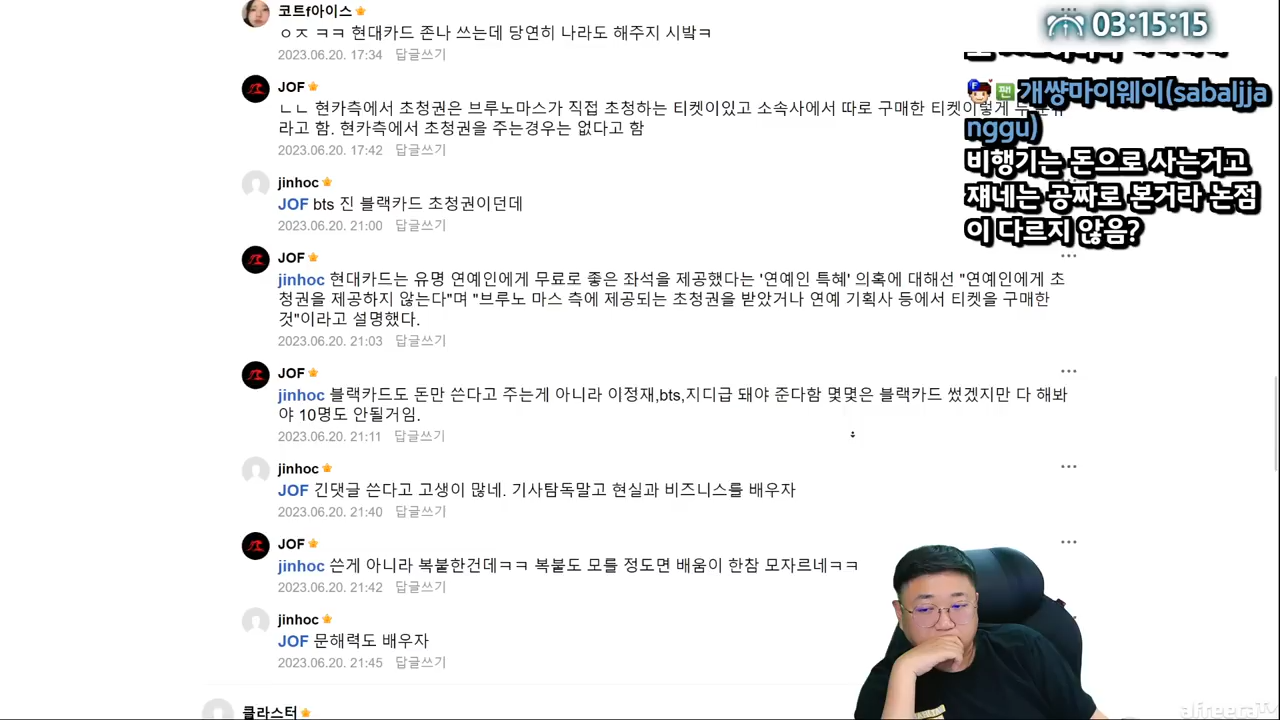 코트f아이스
ㅇㅈ ㅋㅋ 현대카드 존나 쓰는데 당연히 나라도 해주지 시밬ㅋ
2023.06.20. 17:34 답글쓰기
JOF
ㄴㄴ 현카측에서 초청권은 브루노마스가 직접 초청하는 티켓이있고 소속사에서 따로 구매한 티켓이렇게 두
라고 함. 현카측에서 초청권을 주는경우는 없다고 함
2023.06.20. 17:42 답글쓰기
jinhoc
JOF bts 진 블랙카드 초청권이던데
2023.06.20. 21:00 답글쓰기
JOF
jinhoc 현대카드는 유명 연예인에게 무료로 좋은 좌석을 제공했다는 '연예인 특혜' 의혹에 대해선 "연예인에게 초
청권을 제공하지 않는다"며 "브루노 마스 측에 제공되는 초청권을 받았거나 연예 기획사 등에서 티켓을 구매한
것"이라고 설명했다.
2023.06.20. 21:03 답글쓰기
JOF
jinhoc 블랙카드도 돈만 쓴다고 주는게 아니라 이정재,bts,지디급 돼야 준다함 몇몇은 블랙카드 썼겠지만 다 해봐
야 10명도 안될거임.
2023.06.20. 21:11 답글쓰기
jinhoc
JOF 긴댓글 쓴다고 고생이 많네. 기사탐독말고 현실과 비즈니스를 배우자
2023.06.20. 21:40 답글쓰기
JOF
jinhoc 쓴게 아니라 복붙한건데ㅋㅋ 복붙도 모를 정도면 배움이 한참 모자르네ㅋㅋ
2023.06.20. 21:42 답글쓰기
jinhoc
JOF 문해력도 배우자
2023.06.20. 21:45 답글쓰기
클라스터
03:15:15
팬 개쌍마이웨이(sabaljja
nggu)
비행기는 돈으로 사는거고
쟤네는 공짜로 본거라 논점
이 다르지 않음?
afreecaTV